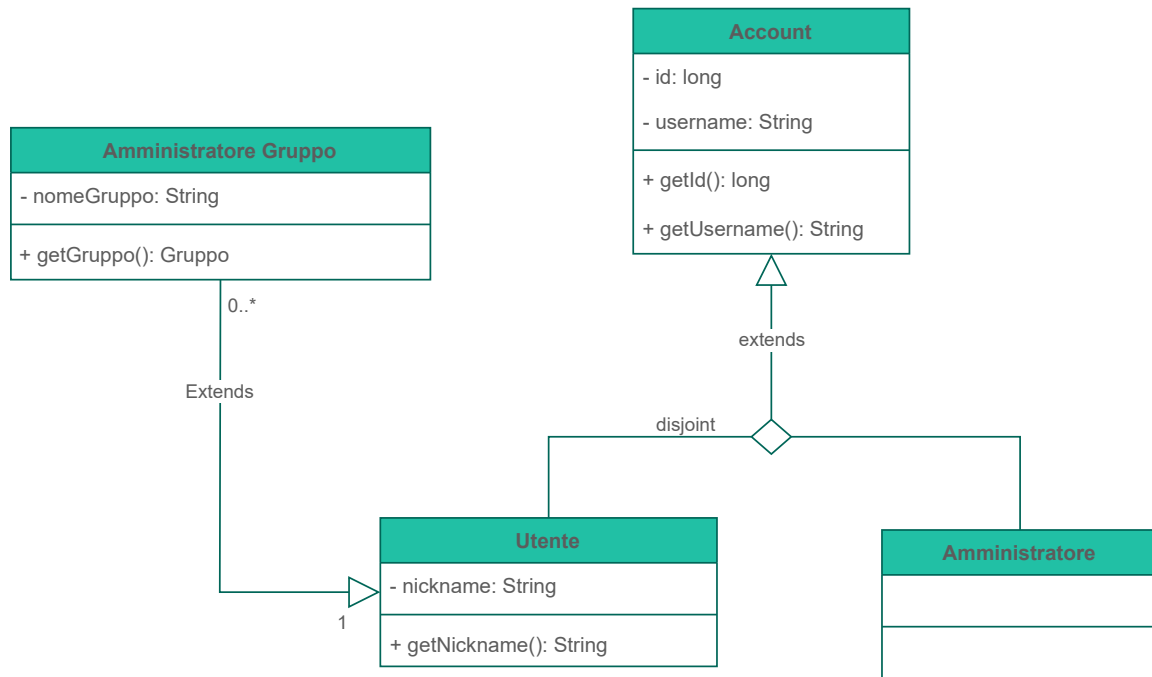 Account
- id: long
- username: String
+ getId(): long
+ getUsername(): String
Amministratore Gruppo
- nomeGruppo: String
+ getGruppo(): Gruppo
0..*
Extends
1
extends
disjoint
Utente
- nickname: String
+ getNickname(): String
Amministratore